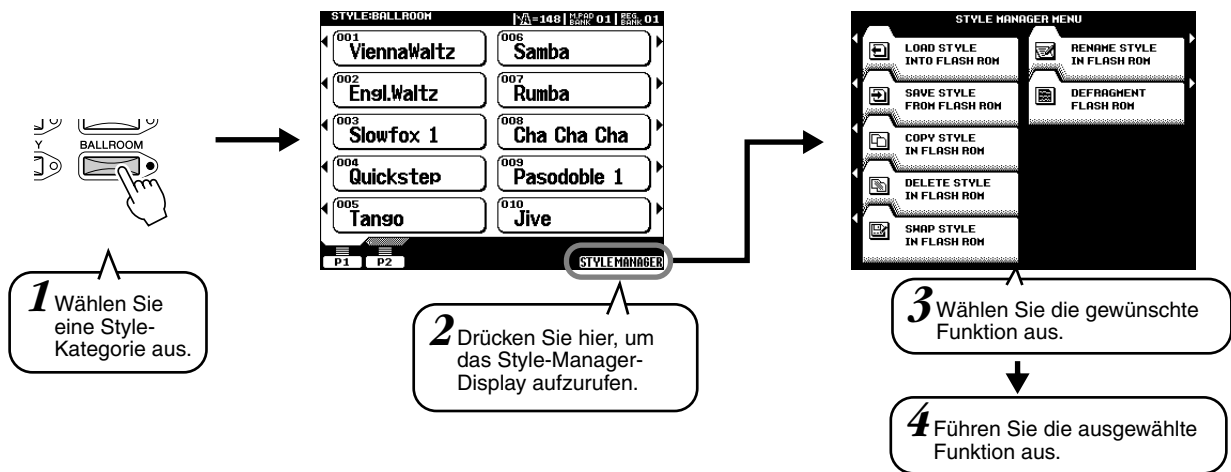 Y BALLROOM
1 Wählen Sie
eine Style-
Kategorie aus.
STYLE:BALLROOM =148 M.PAD BANK 01 REG. BANK 01
001 ViennaWaltz
006 Samba
002 Engl.Waltz
007 Rumba
003 Slowfox 1
008 Cha Cha Cha
004 Quickstep
009 Pasodoble 1
005 Tango
010 Jive
P1 P2 STYLE MANAGER
2 Drücken Sie hier, um
das Style-Manager-
Display aufzurufen.
STYLE MANAGER MENU
LOAD STYLE
INTO FLASH ROM
RENAME STYLE
IN FLASH ROM
SAVE STYLE
FROM FLASH ROM
DEFRAGMENT
FLASH ROM
COPY STYLE
IN FLASH ROM
DELETE STYLE
IN FLASH ROM
SWAP STYLE
IN FLASH ROM
3 Wählen Sie die gewünschte
Funktion aus.
4 Führen Sie die ausgewählte
Funktion aus.